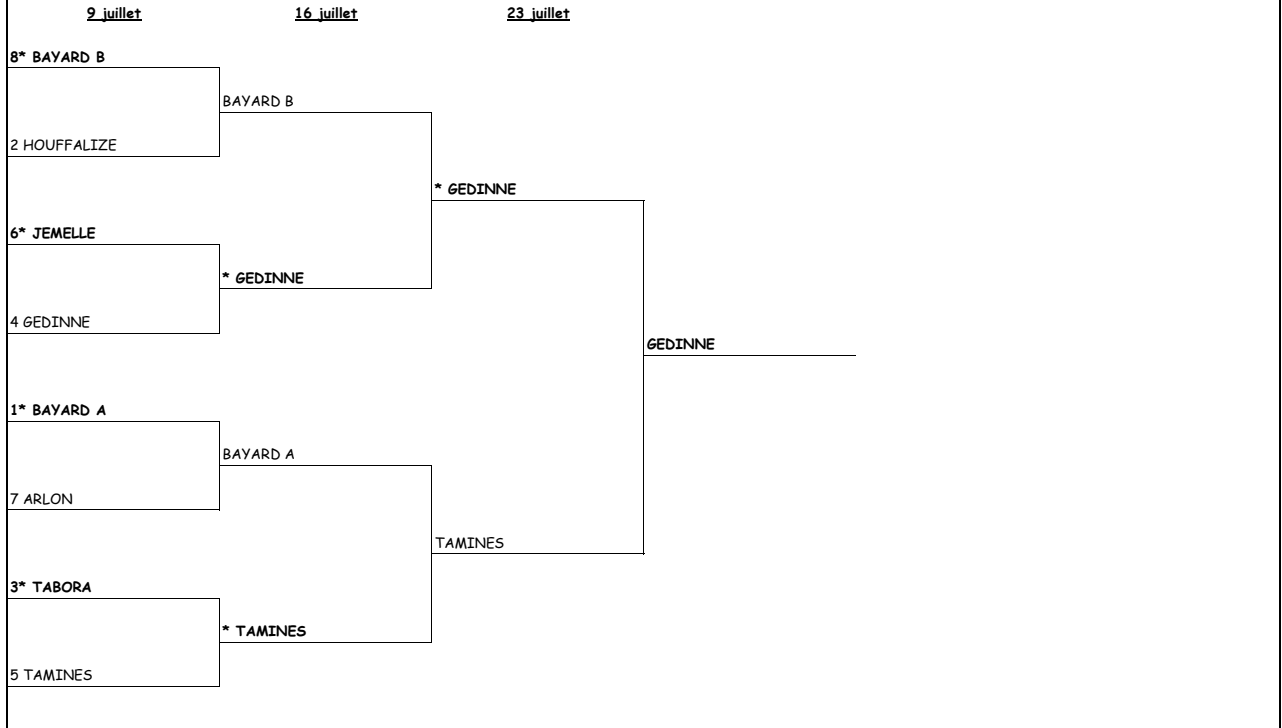 9 juillet 16 juillet 23 juillet
8* BAYARD B
BAYARD B
2 HOUFFALIZE
* GEDINNE
6* JEMELLE
* GEDINNE
4 GEDINNE
GEDINNE
1* BAYARD A
BAYARD A
7 ARLON
TAMINES
3* TABORA
* TAMINES
5 TAMINES